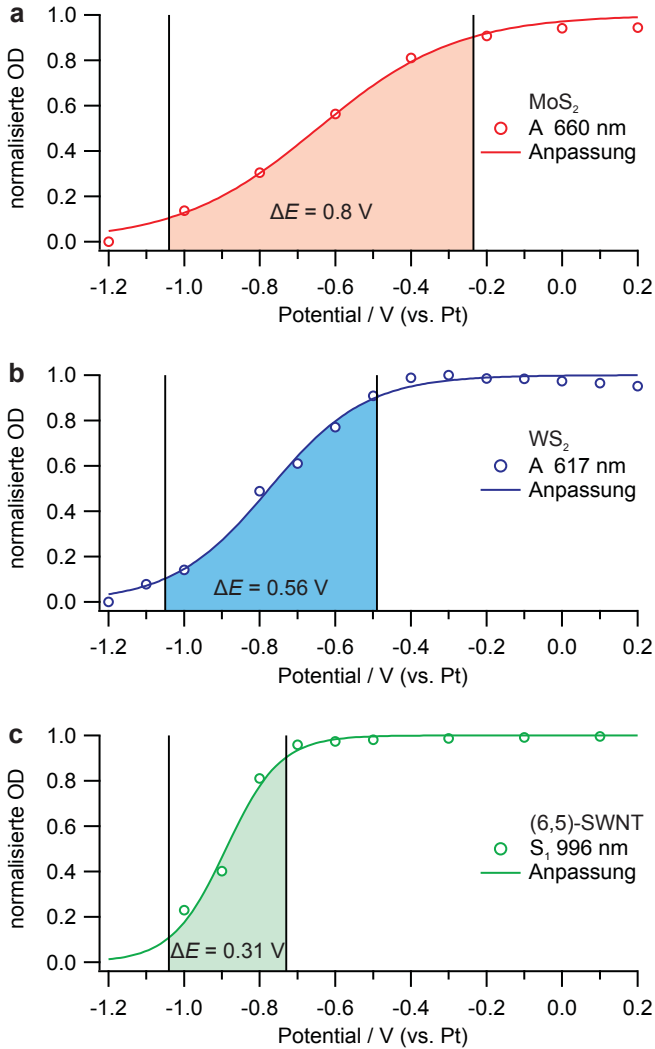 a
normalisierte OD
1.0
0.8
0.6
0.4
0.2
0.0
MoS₂
A 660 nm
Anpassung
ΔE = 0.8 V
-1.2 -1.0 -0.8 -0.6 -0.4 -0.2 0.0 0.2
Potential / V (vs. Pt)
b
normalisierte OD
1.0
0.8
0.6
0.4
0.2
0.0
WS₂
A 617 nm
Anpassung
ΔE = 0.56 V
-1.2 -1.0 -0.8 -0.6 -0.4 -0.2 0.0 0.2
Potential / V (vs. Pt)
c
normalisierte OD
1.0
0.8
0.6
0.4
0.2
0.0
(6,5)-SWNT
S₁ 996 nm
Anpassung
ΔE = 0.31 V
-1.2 -1.0 -0.8 -0.6 -0.4 -0.2 0.0 0.2
Potential / V (vs. Pt)